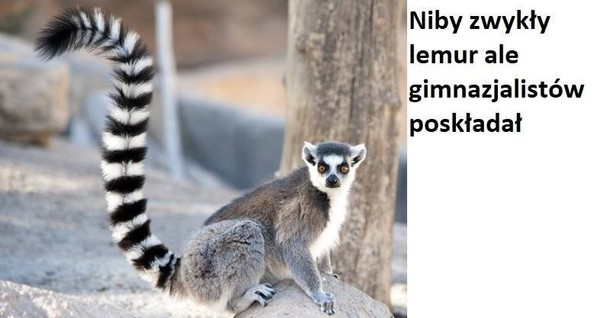 Niby zwykły
lemur ale
gimnazjalistów
poskładał